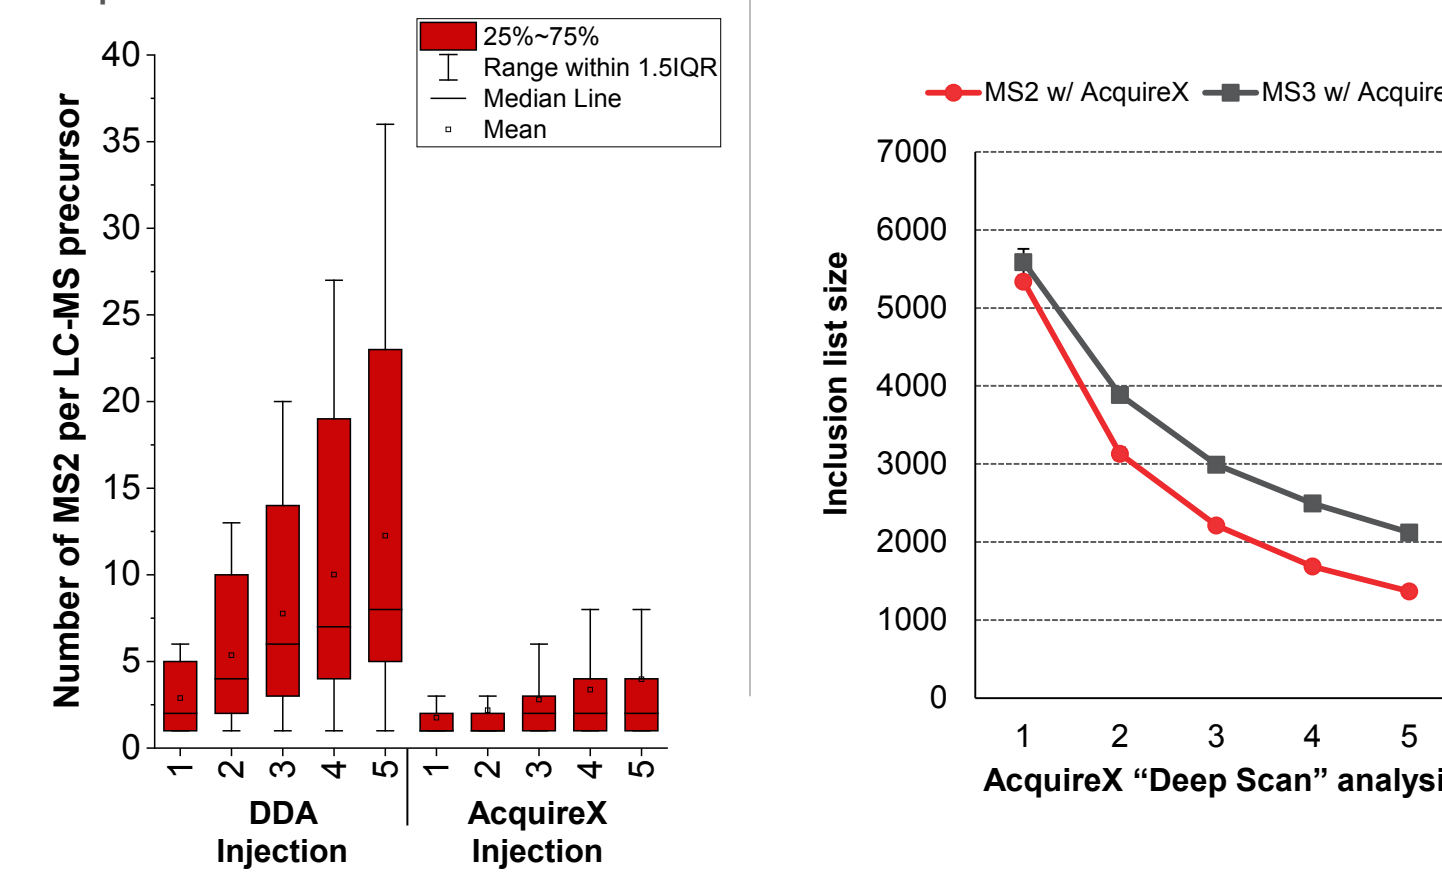 25%~75%
Range within 1.5IQR
Median Line
Mean
Number of MS2 per LC-MS precursor
40
35
30
25
20
15
10
5
0
1 2 3 4 5 1 2 3 4 5
DDA AcquireX
Injection Injection
MS2 w/ AcquireX MS3 w/ Acquire
Inclusion list size
7000
6000
5000
4000
3000
2000
1000
0
1 2 3 4 5
AcquireX “Deep Scan” analysi